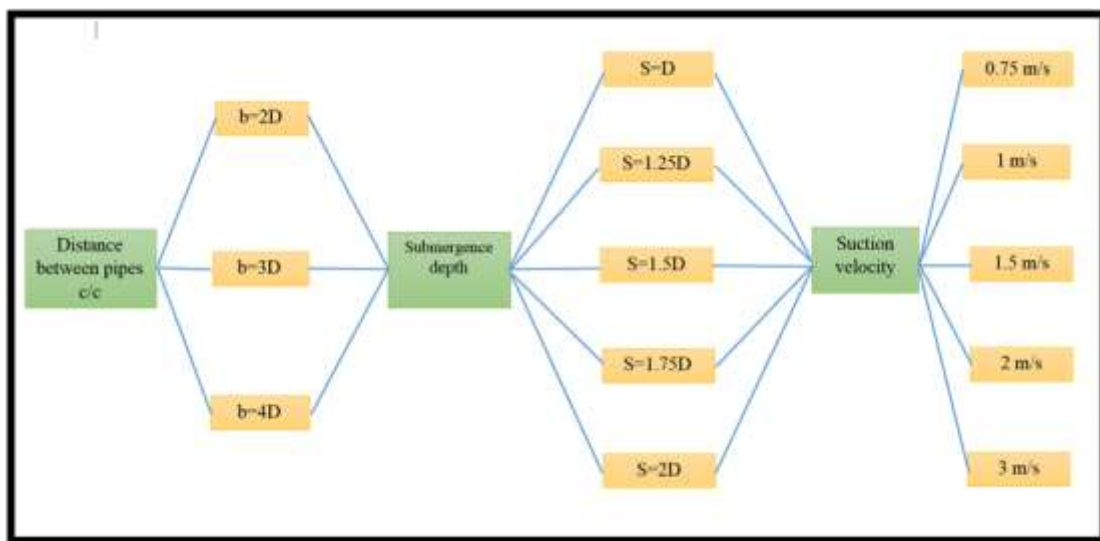 Distance
between pipes
c/c
b=2D
b=3D
b=4D
Submergence
depth
S=D
S=1.25D
S=1.5D
S=1.75D
S=2D
Suction
velocity
0.75 m/s
1 m/s
1.5 m/s
2 m/s
3 m/s